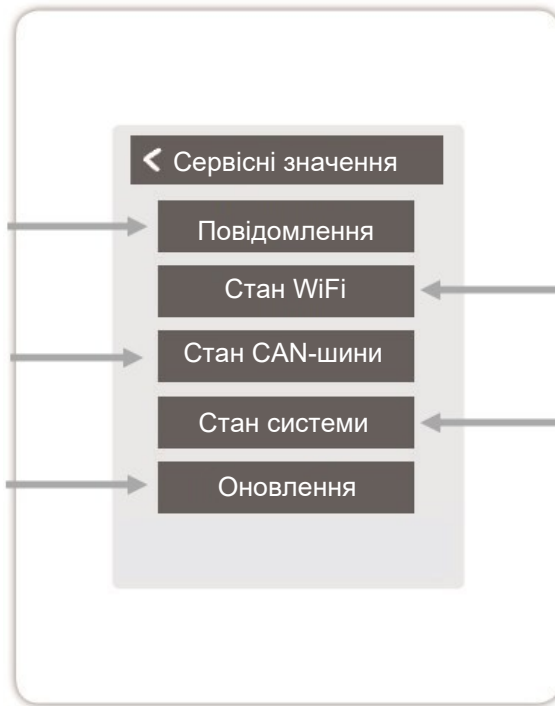 Сервісні значення
Повідомлення
Стан WiFi
Стан CAN-шини
Стан системи
Оновлення